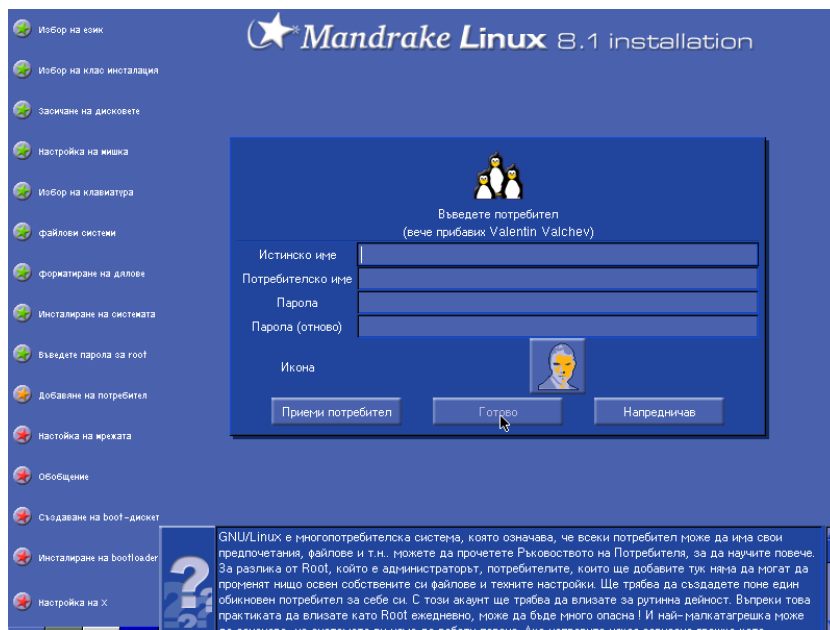 Mandrake Linux 8.1 installation
Избор на език
Избор на клас инсталация
Засичане на дисковете
Настройка на мишка
Избор на клавиатура
файлови системи
форматиране на дялове
Инсталиране на системата
Въведете парола за root
Добавяне на потребител
Настойка на мрежата
Обобщение
Създаване на boot-дискет
Инсталиране на bootloader
Настройка на X
Въведете потребител
(вече прибавих Valentin Valchev)
Истинско име
Потребителско име
Парола
Парола (отново)
Икона
Приеми потребител
Готово
Напредничав
GNU/Linux е многопотребителска система, която означава, че всеки потребител може да има свои
предпочетания, файлове и т.н.. можете да прочетете Ръковоството на Потребителя, за да научите повече.
За разлика от Root, който е администраторът, потребителите, които ще добавите тук няма да могат да
променят нищо освен собствените си файлове и техните настройки. Ще трябва да създадете поне един
обикновен потребител за себе си. С този акаунт ще трябва да влизате за рутинна дейност. Въпреки това
практиката да влизате като Root ежедневно, може да бъде много опасна ! И най-малкатагрешка може